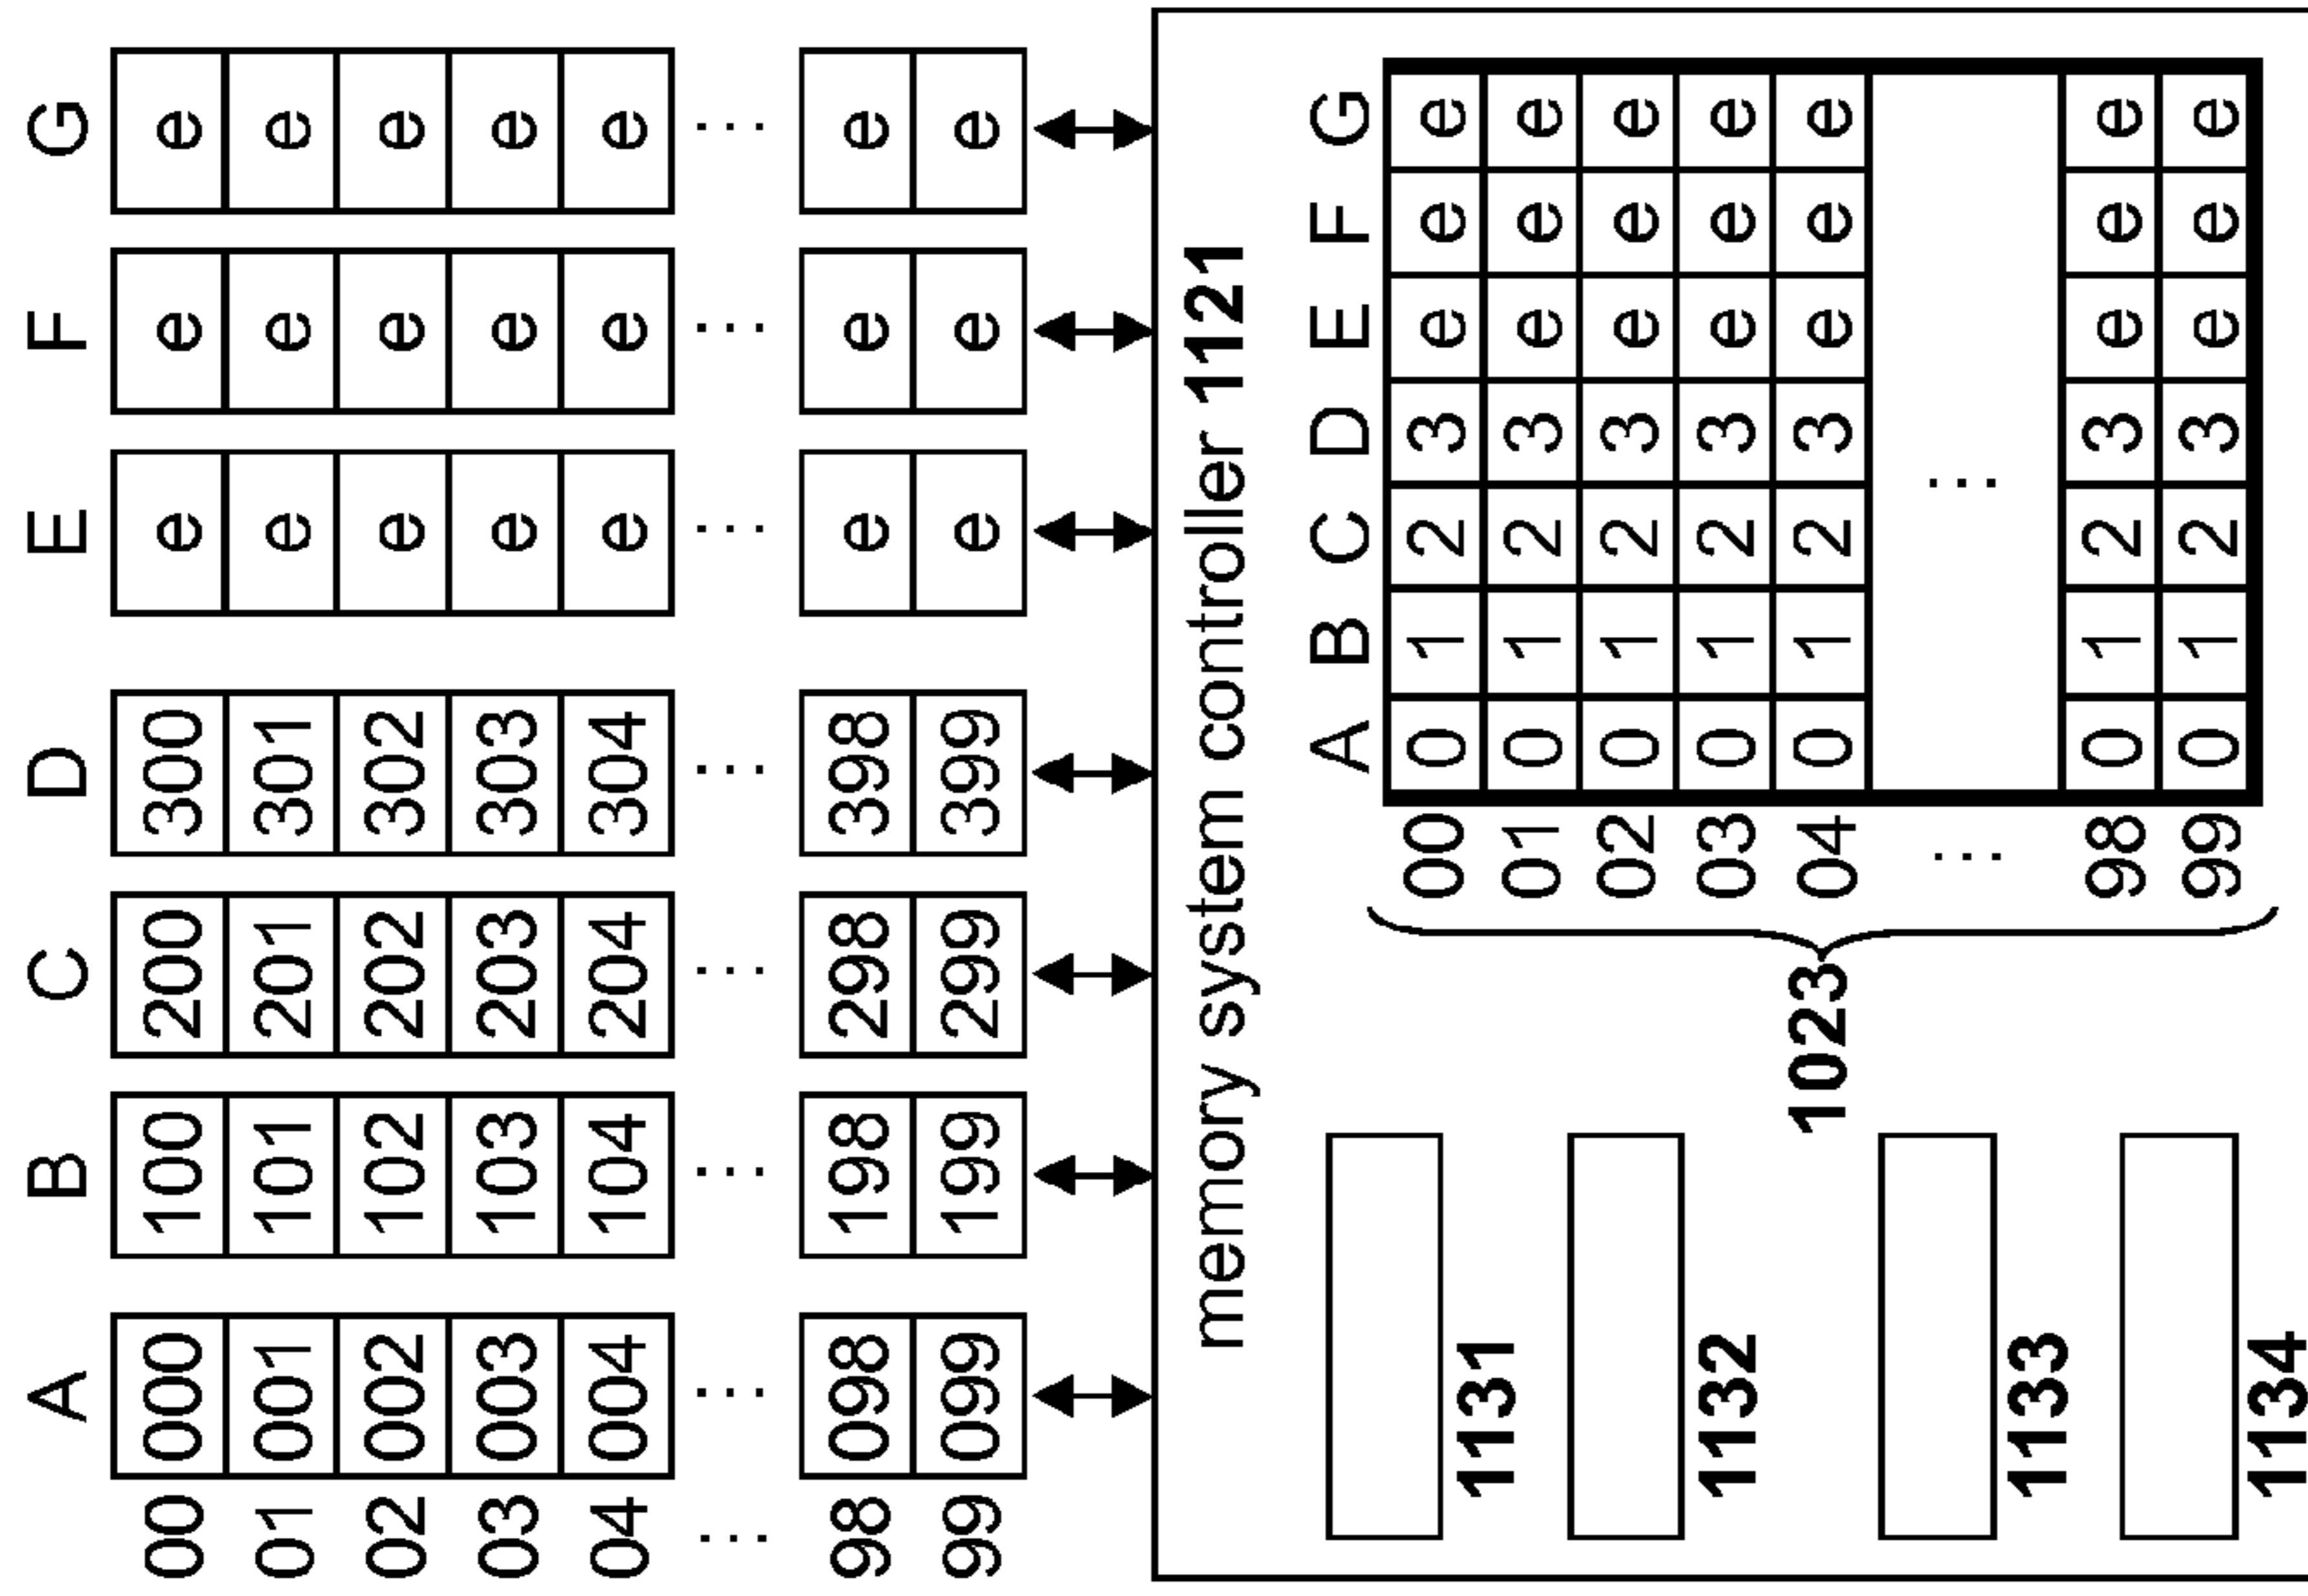 A B C D E F G
00 000 100 200 300 e e e
01 001 101 201 301 e e e
02 002 102 202 302 e e e
03 003 103 203 303 e e e
04 004 104 204 304 e e e
... ... ... ... ... ... ... ...
98 098 198 298 398 e e e
99 099 199 299 399 e e e
memory system controller 1121
A B C D E F G
00 0 1 2 3 e e e
01 0 1 2 3 e e e
02 0 1 2 3 e e e
03 0 1 2 3 e e e
04 0 1 2 3 e e e
... ...
98 0 1 2 3 e e e
99 0 1 2 3 e e e
1023
1131
1132
1133
1134